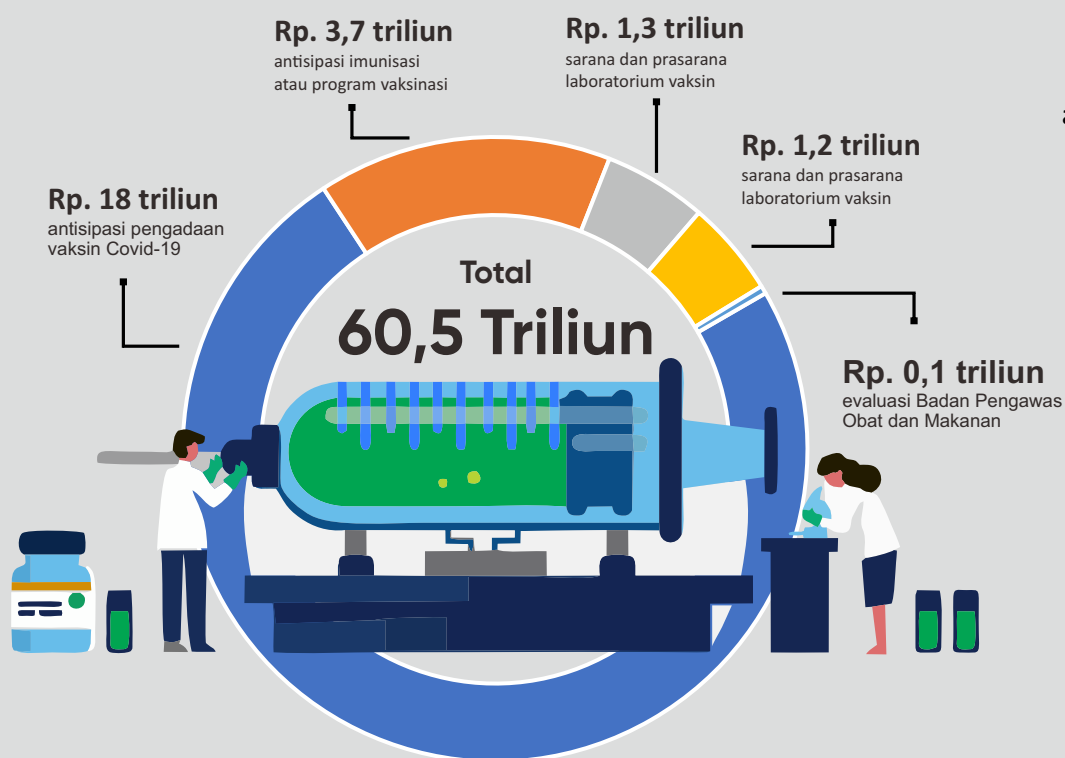 Rp. 3,7 triliun
antisipasi imunisasi
atau program vaksinasi
Rp. 1,3 triliun
sarana dan prasarana
laboratorium vaksin
Rp. 1,2 triliun
sarana dan prasarana
laboratorium vaksin
Rp. 18 triliun
antisipasi pengadaan
vaksin Covid-19
Total
60,5 Triliun
Rp. 0,1 triliun
evaluasi Badan Pengawas
Obat dan Makanan